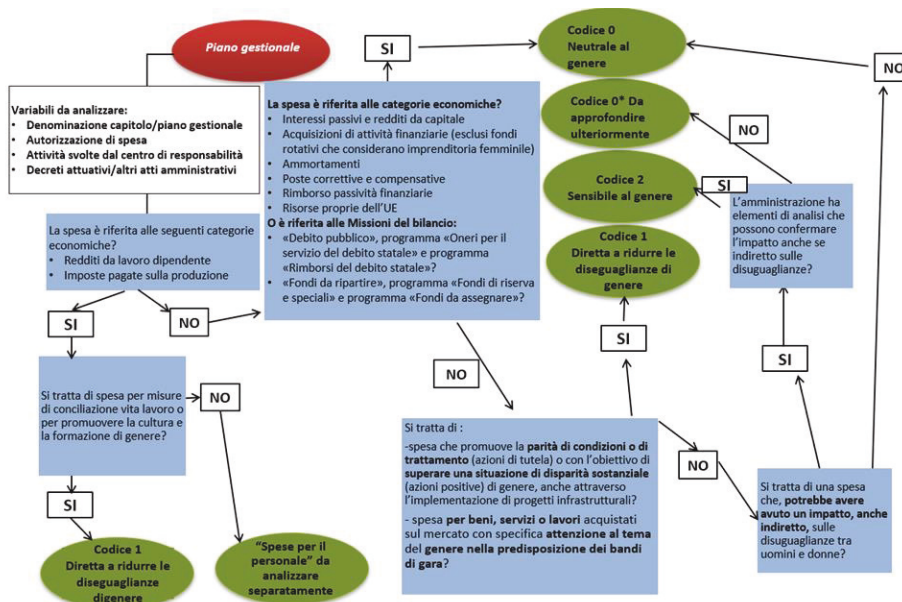 Piano gestionale
Variabili da analizzare:
• Denominazione capitolo/piano gestionale
• Autorizzazione di spesa
• Attività svolte dal centro di responsabilità
• Decreti attuativi/altri atti amministrativi
La spesa è riferita alle seguenti categorie
economiche?
• Redditi da lavoro dipendente
• Imposte pagate sulla produzione
SI
NO
Si tratta di spesa per misure
di conciliazione vita lavoro o
per promuovere la cultura e
la formazione di genere?
NO
SI
Codice 1
Diretta a ridurre le
diseguaglianze
digenere
"Spese per il
personale" da
analizzare
separatamente
SI
La spesa è riferita alle categorie economiche?
• Interessi passivi e redditi da capitale
• Acquisizioni di attività finanziarie (esclusi fondi
rotativi che considerano imprenditoria femminile)
• Ammortamenti
• Poste correttive e compensative
• Rimborso passività finanziarie
• Risorse proprie dell'UE
O è riferita alle Missioni del bilancio:
• «Debito pubblico», programma «Oneri per il
servizio del debito statale» e programma
«Rimborsi del debito statale»?
• «Fondi da ripartire», programma «Fondi di riserva
e speciali» e programma «Fondi da assegnare»?
NO
Codice 0
Neutrale al
genere
NO
Codice 0* Da
approfondire
ulteriormente
NO
Codice 2
Sensibile al genere
SI
Codice 1
Diretta a ridurre le
diseguaglianze di
genere
L'amministrazione ha
elementi di analisi che
possono confermare
l'impatto anche se
indiretto sulle
disuguaglianze?
SI
SI
Si tratta di :
-spesa che promuove la parità di condizioni o di
trattamento (azioni di tutela) o con l'obiettivo di
superare una situazione di disparità sostanziale
(azioni positive) di genere, anche attraverso
l'implementazione di progetti infrastrutturali?
- spesa per beni, servizi o lavori acquistati
sul mercato con specifica attenzione al tema
del genere nella predisposizione dei bandi
di gara?
NO
Si tratta di una spesa
che, potrebbe avere
avuto un impatto, anche
indiretto, sulle
disuguaglianze tra
uomini e donne?